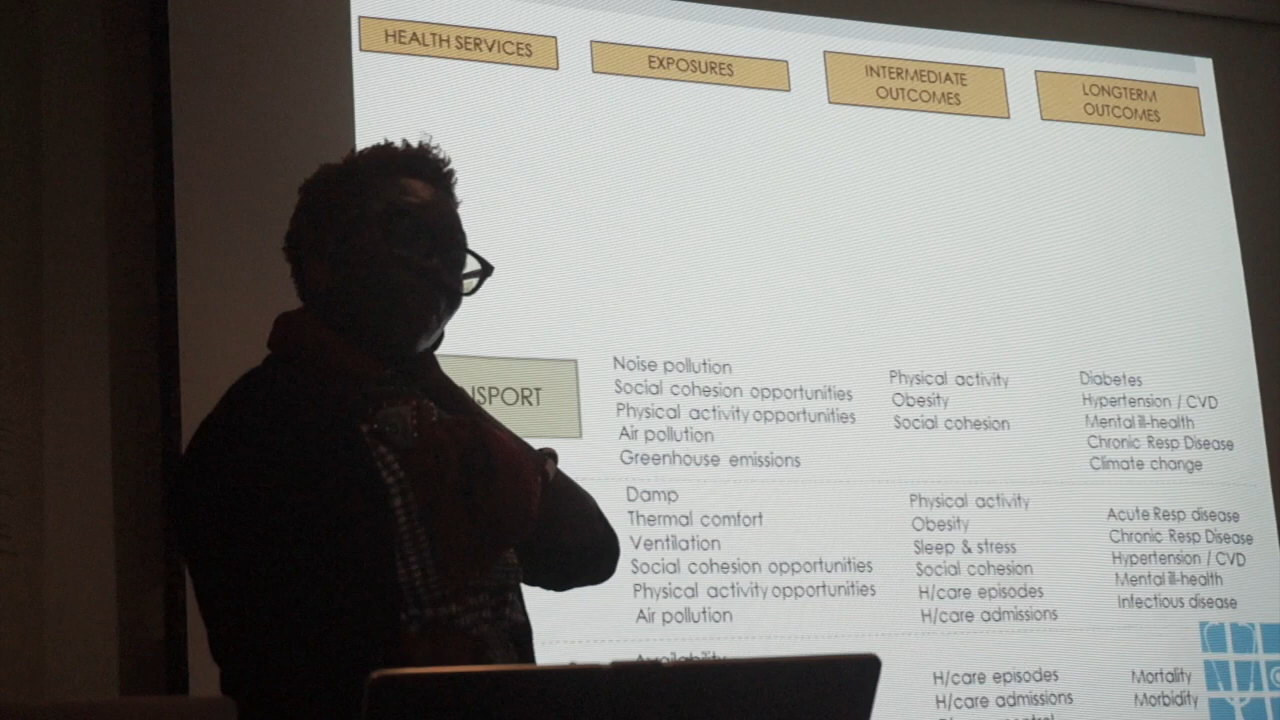 HEALTH SERVICES
EXPOSURES
INTERMEDIATE
OUTCOMES
LONGTERM
OUTCOMES
NSPORT
Noise pollution
Social cohesion opportunities
Physical activity opportunities
Air pollution
Greenhouse emissions
Physical activity
Obesity
Social cohesion
Diabetes
Hypertension / CVD
Mental ill-health
Chronic Resp Disease
Climate change
Damp
Thermal comfort
Ventilation
Social cohesion opportunities
Physical activity opportunities
Air pollution
Physical activity
Obesity
Sleep & stress
Social cohesion
H/care episodes
H/care admissions
Acute Resp disease
Chronic Resp Disease
Hypertension / CVD
Mental ill-health
Infectious disease
Availability
H/care episodes
H/care admissions
Mortality
Morbidity